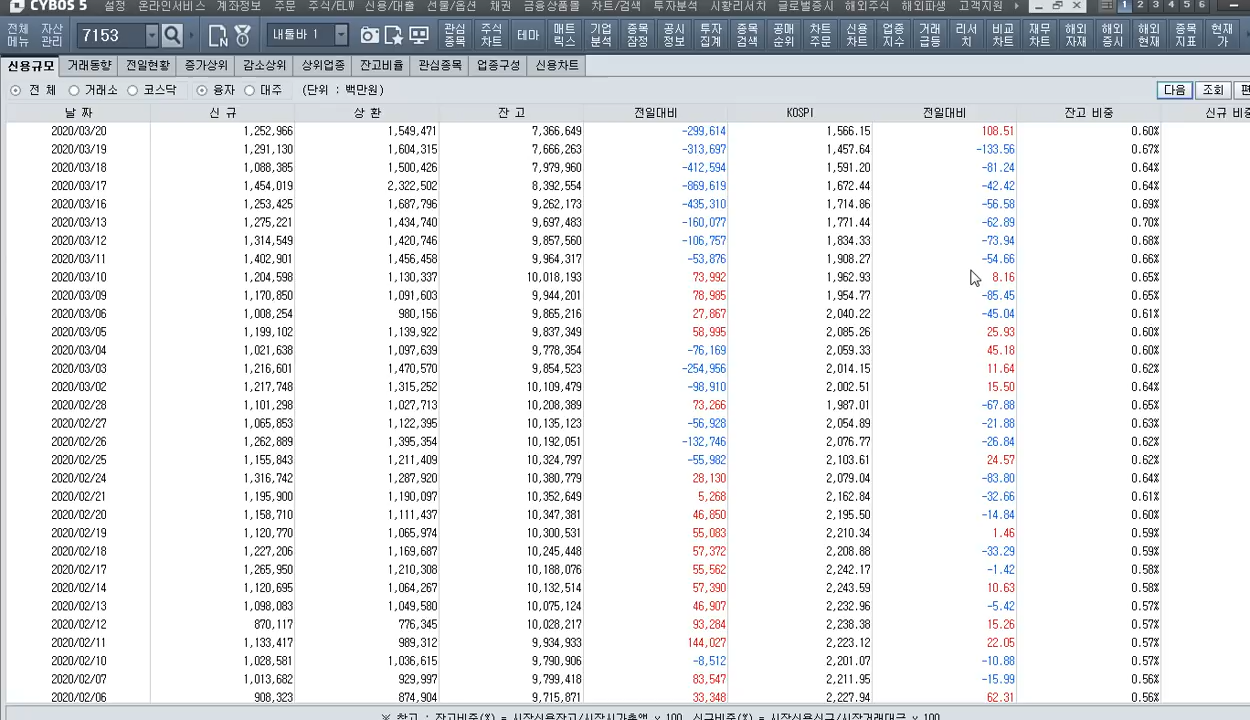 CYBOS 5 설정 온라인서비스 계좌정보 주문 주식/ELW 신용/대출 선물/옵션 채권 금융상품몰 차트/검색 투자분석 시황리서치 글로벌증시 해외주식 해외파생 고객지원 1 2 3 4 5 6
전체메뉴 자산관리 7153 내툴바 1 관심종목 주식차트 테마 매트릭스 기업분석 종목잠정 공시정보 투자집계 종목검색 공매순위 차트주문 신용차트 업종지수 거래급등 리서치 비교차트 재무차트 해외자재 해외증시 해외현재 종목지표 현재가
신용규모 거래동향 전일현황 증가상위 감소상위 상위업종 잔고비율 관심종목 업종구성 신용차트
전 체 거래소 코스닥 융자 대주 (단위 : 백만원) 다음 조회
날 짜 신 규 상 환 잔 고 전일대비 KOSPI 전일대비 잔고 비중 신규 비중
2020/03/20 1,252,966 1,549,471 7,366,649 -299,614 1,566.15 108.51 0.60%
2020/03/19 1,291,130 1,604,315 7,666,263 -313,697 1,457.64 -133.56 0.67%
2020/03/18 1,088,385 1,500,426 7,979,960 -412,594 1,591.20 -81.24 0.64%
2020/03/17 1,454,019 2,322,502 8,392,554 -869,619 1,672.44 -42.42 0.64%
2020/03/16 1,253,425 1,687,796 9,262,173 -435,310 1,714.86 -56.58 0.69%
2020/03/13 1,275,221 1,434,740 9,697,483 -160,077 1,771.44 -62.89 0.70%
2020/03/12 1,314,549 1,420,746 9,857,560 -106,757 1,834.33 -73.94 0.68%
2020/03/11 1,402,901 1,456,458 9,964,317 -53,876 1,908.27 -54.66 0.66%
2020/03/10 1,204,598 1,130,337 10,018,193 73,992 1,962.93 8.16 0.65%
2020/03/09 1,170,850 1,091,603 9,944,201 78,985 1,954.77 -85.45 0.65%
2020/03/06 1,008,254 980,156 9,865,216 27,867 2,040.22 -45.04 0.61%
2020/03/05 1,199,102 1,139,922 9,837,349 58,995 2,085.26 25.93 0.60%
2020/03/04 1,021,638 1,097,639 9,778,354 -76,169 2,059.33 45.18 0.60%
2020/03/03 1,216,601 1,470,570 9,854,523 -254,956 2,014.15 11.64 0.62%
2020/03/02 1,217,748 1,315,252 10,109,479 -98,910 2,002.51 15.50 0.64%
2020/02/28 1,101,298 1,027,713 10,208,389 73,266 1,987.01 -67.88 0.65%
2020/02/27 1,065,853 1,122,395 10,135,123 -56,928 2,054.89 -21.88 0.63%
2020/02/26 1,262,889 1,395,354 10,192,051 -132,746 2,076.77 -26.84 0.62%
2020/02/25 1,155,843 1,211,409 10,324,797 -55,982 2,103.61 24.57 0.62%
2020/02/24 1,316,742 1,287,920 10,380,779 28,130 2,079.04 -83.80 0.64%
2020/02/21 1,195,900 1,190,097 10,352,649 5,268 2,162.84 -32.66 0.61%
2020/02/20 1,158,710 1,111,437 10,347,381 46,850 2,195.50 -14.84 0.60%
2020/02/19 1,120,770 1,065,974 10,300,531 55,083 2,210.34 1.46 0.59%
2020/02/18 1,227,206 1,169,687 10,245,448 57,372 2,208.88 -33.29 0.59%
2020/02/17 1,265,950 1,210,308 10,188,076 55,562 2,242.17 -1.42 0.58%
2020/02/14 1,120,695 1,064,267 10,132,514 57,390 2,243.59 10.63 0.58%
2020/02/13 1,098,083 1,049,580 10,075,124 46,907 2,232.96 -5.42 0.57%
2020/02/12 870,117 776,345 10,028,217 93,284 2,238.38 15.26 0.57%
2020/02/11 1,133,417 989,312 9,934,933 144,027 2,223.12 22.05 0.57%
2020/02/10 1,028,581 1,036,615 9,790,906 -8,512 2,201.07 -10.88 0.57%
2020/02/07 1,013,682 929,997 9,799,418 83,547 2,211.95 -15.99 0.56%
2020/02/06 908,323 874,904 9,715,871 33,348 2,227.94 62.31 0.56%
※ 참고 : 잔고비중(%) = 시장신용잔고/시장시가총액 x 100, 신규비중(%) = 시장신용신규/시장거래대금 x 100